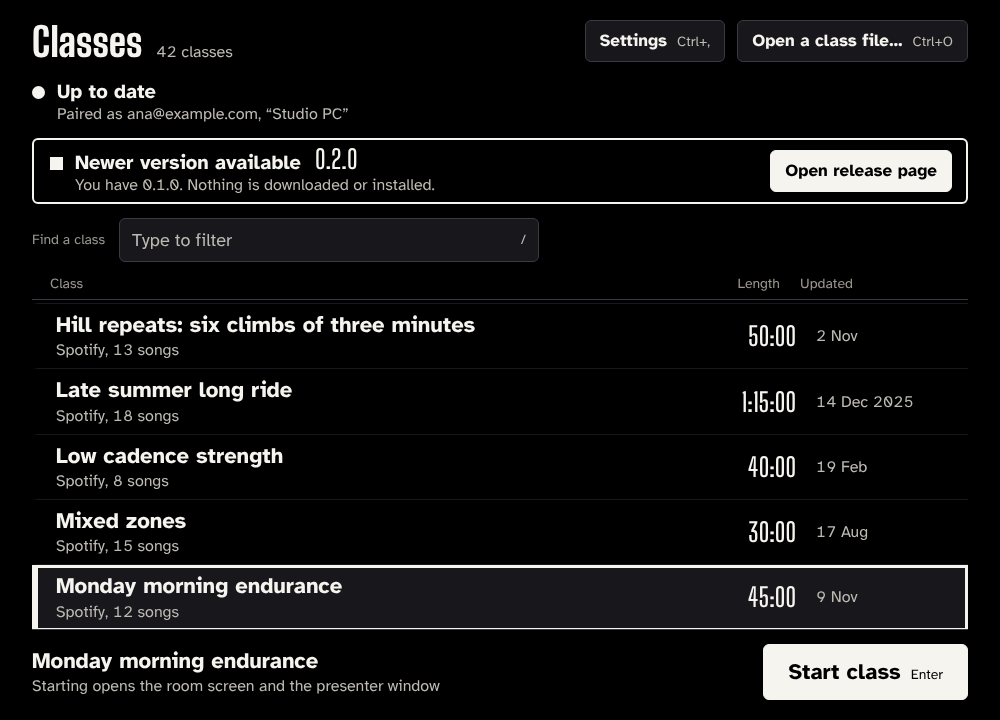 Classes 42 classes Settings Ctrl+, Open a class file... Ctrl+O
Up to date
Paired as ana@example.com, “Studio PC”
Newer version available 0.2.0
You have 0.1.0. Nothing is downloaded or installed.
Open release page
Find a class Type to filter /
Class Length Updated
Hill repeats: six climbs of three minutes
Spotify, 13 songs
50:00 2 Nov
Late summer long ride
Spotify, 18 songs
1:15:00 14 Dec 2025
Low cadence strength
Spotify, 8 songs
40:00 19 Feb
Mixed zones
Spotify, 15 songs
30:00 17 Aug
Monday morning endurance
Spotify, 12 songs
45:00 9 Nov
Monday morning endurance
Starting opens the room screen and the presenter window
Start class Enter